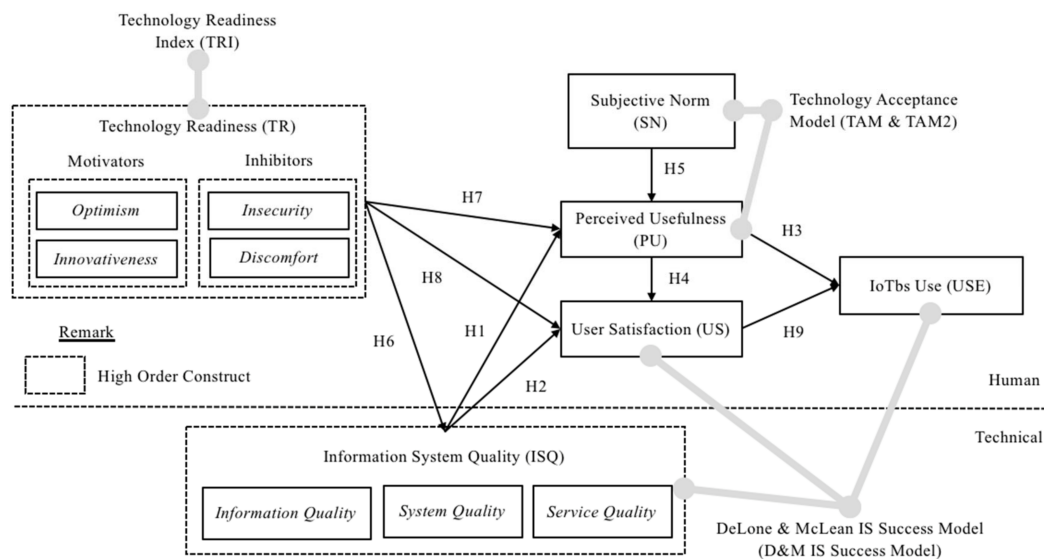 Technology Readiness
Index (TRI)
Technology Readiness (TR)
Motivators
Inhibitors
Optimism
Innovativeness
Insecurity
Discomfort
Subjective Norm
(SN)
Technology Acceptance
Model (TAM & TAM2)
H5
H7
Perceived Usefulness
(PU)
H3
H8
H4
IoTbs Use (USE)
H6
H1
User Satisfaction (US)
H9
H2
Remark
High Order Construct
Human
Technical
Information System Quality (ISQ)
Information Quality
System Quality
Service Quality
DeLone & McLean IS Success Model
(D&M IS Success Model)